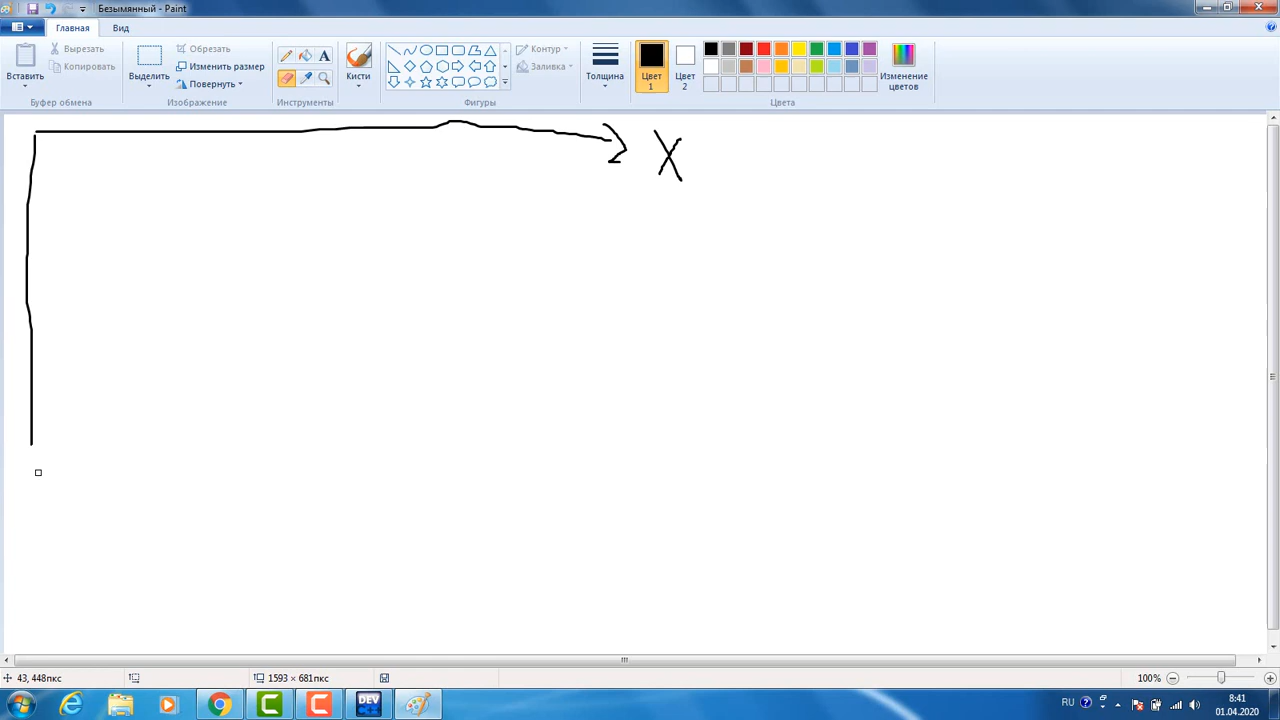 Безымянный - Paint
Главная Вид
Вставить
Вырезать
Копировать
Буфер обмена
Выделить
Обрезать
Изменить размер
Повернуть
Изображение
A
Инструменты
Кисти
Контур
Заливка
Фигуры
Толщина
Цвет 1
Цвет 2
Изменение цветов
Цвета
X
43, 448пкс
1593 × 681пкс
100%
DEV
RU
8:41
01.04.2020